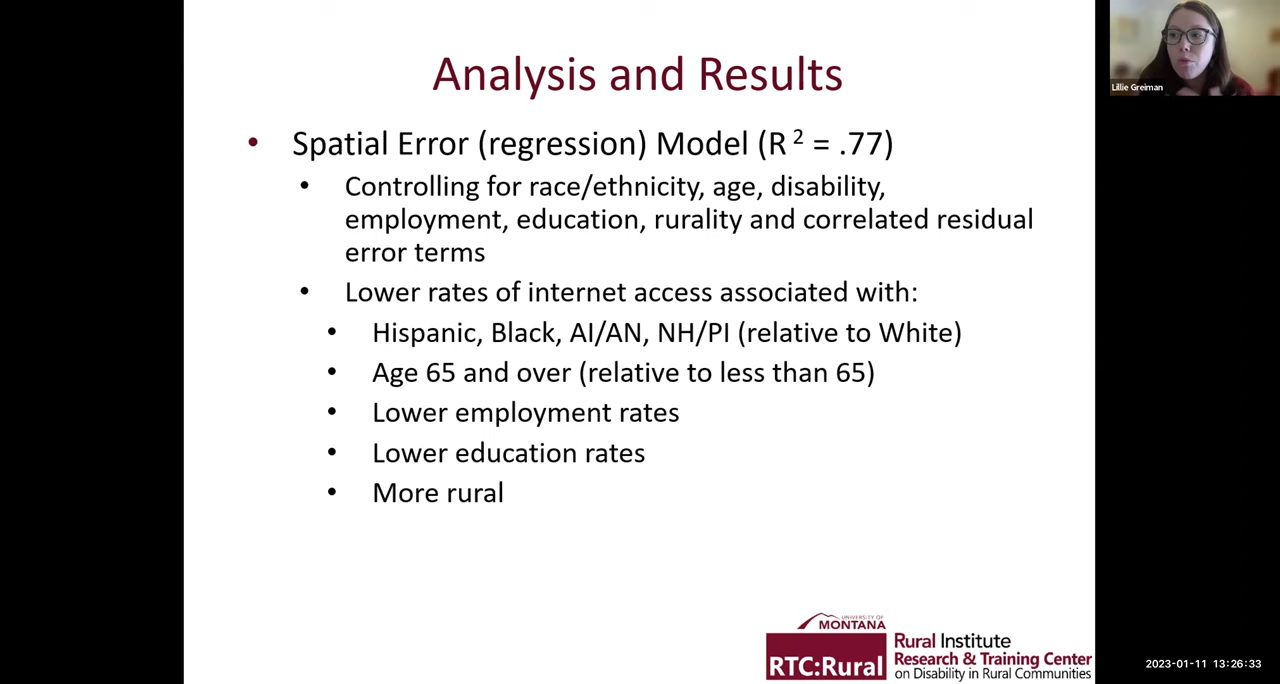 Analysis and Results
• Spatial Error (regression) Model (R² = .77)
• Controlling for race/ethnicity, age, disability,
employment, education, rurality and correlated residual
error terms
• Lower rates of internet access associated with:
• Hispanic, Black, AI/AN, NH/PI (relative to White)
• Age 65 and over (relative to less than 65)
• Lower employment rates
• Lower education rates
• More rural
Lillie Greiman
UNIVERSITY OF
MONTANA
RTC:Rural
Rural Institute
Research & Training Center
on Disability in Rural Communities
2023-01-11 13:26:33